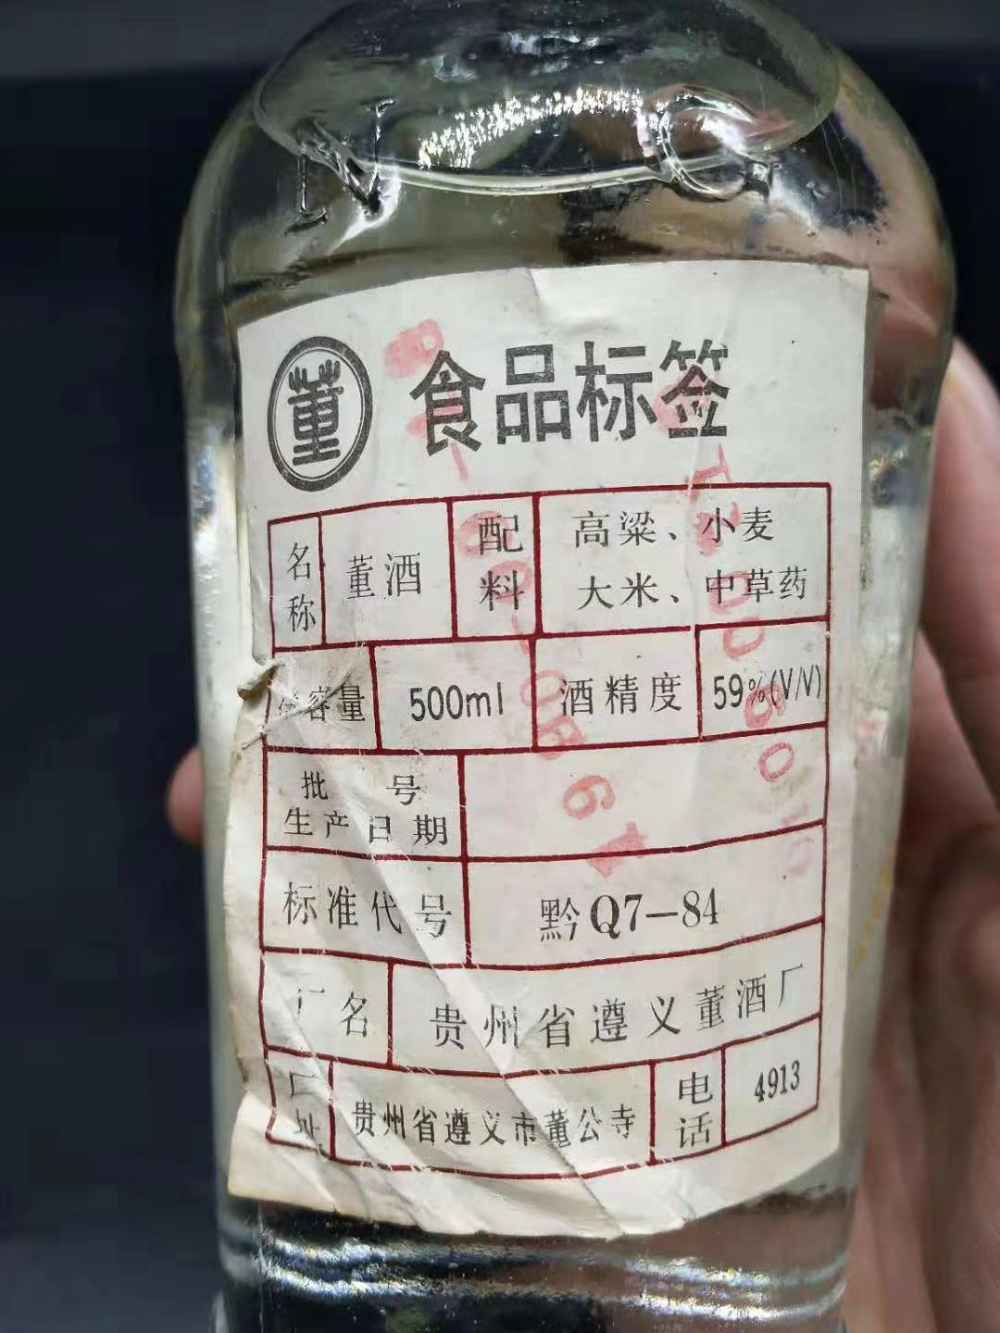 董 食品标签
名称 董酒 配料 高粱、小麦
大米、中草药
容量 500ml 酒精度 59%(V/V)
批号
生产日期
标准代号 黔Q7-84
厂名 贵州省遵义董酒厂
厂址 贵州省遵义市董公寺 电话 4913